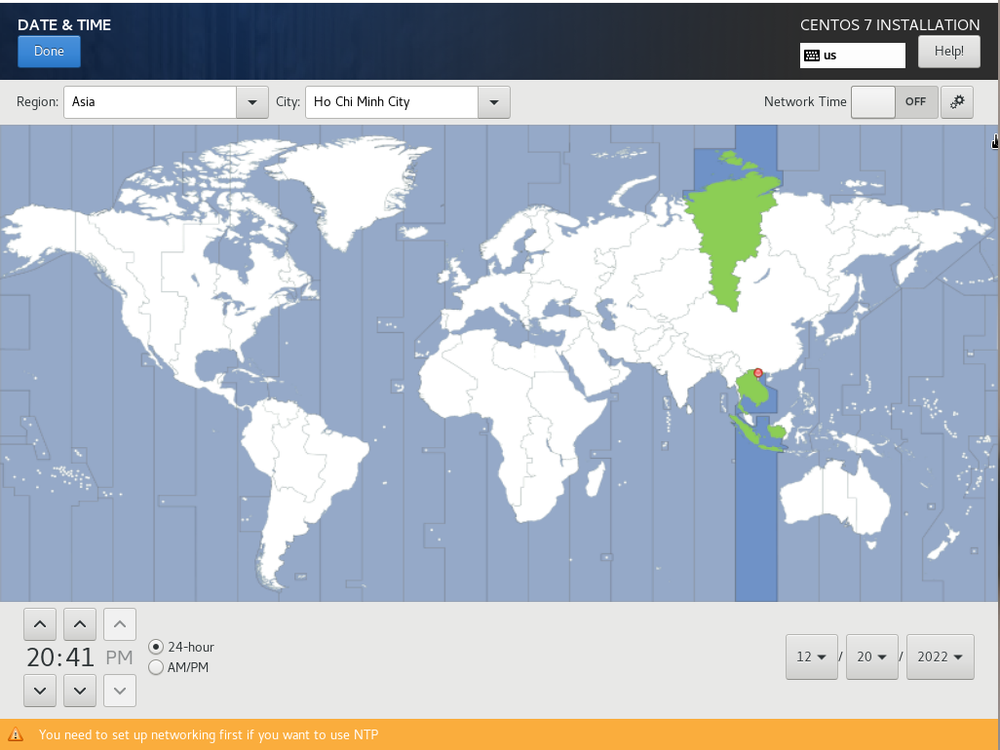 DATE & TIME
CENTOS 7 INSTALLATION
Done
us
Help!
Region: Asia City: Ho Chi Minh City Network Time OFF
20:41 PM
24-hour
AM/PM
12 / 20 / 2022
You need to set up networking first if you want to use NTP